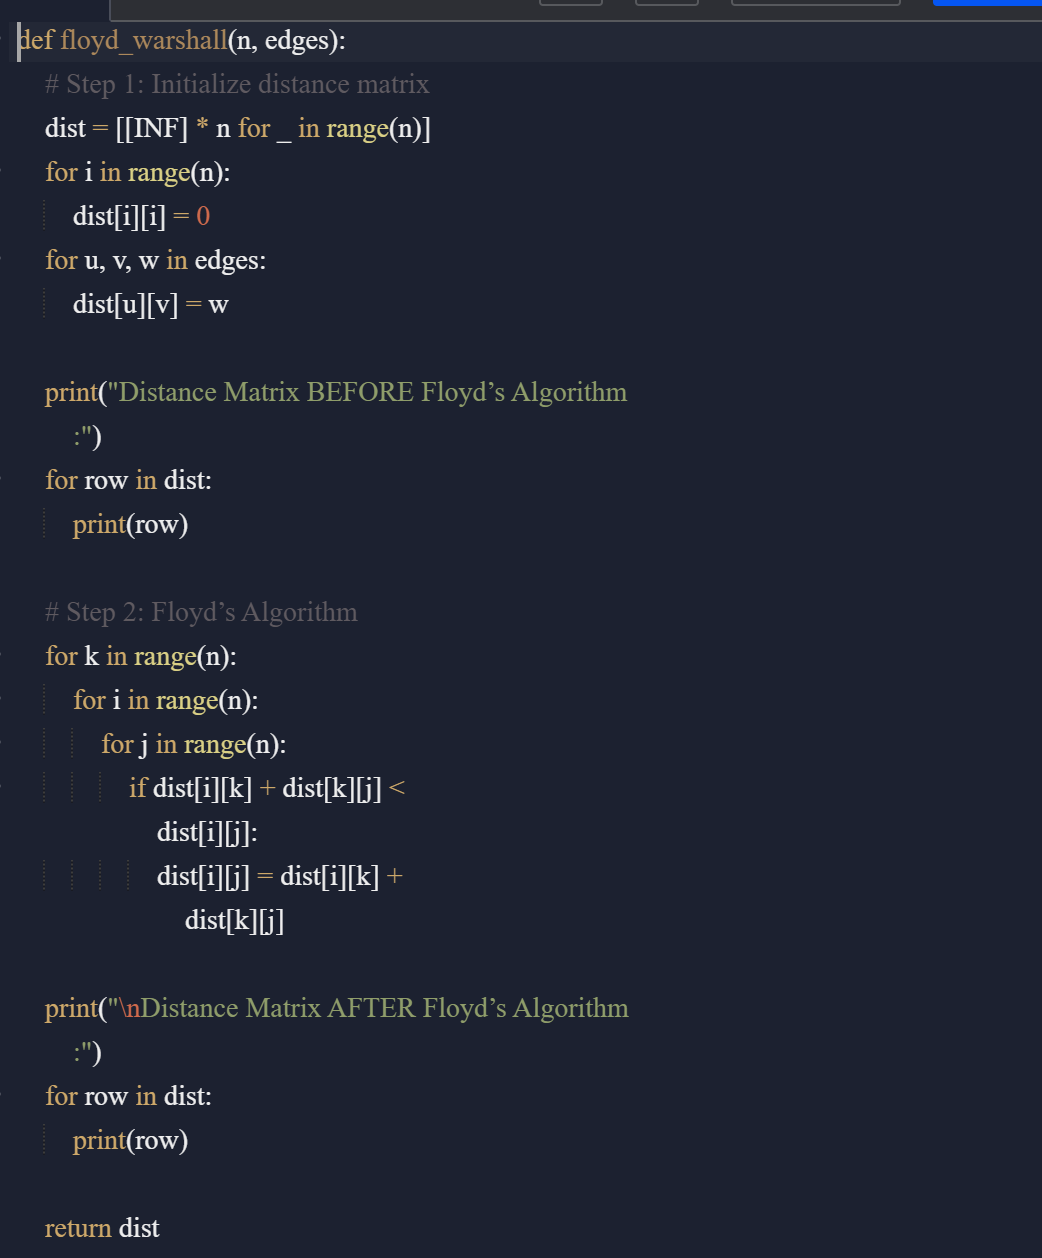 def floyd_warshall(n, edges):
# Step 1: Initialize distance matrix
dist = [[INF] * n for _ in range(n)]
for i in range(n):
dist[i][i] = 0
for u, v, w in edges:
dist[u][v] = w
print("Distance Matrix BEFORE Floyd’s Algorithm
:")
for row in dist:
print(row)
# Step 2: Floyd’s Algorithm
for k in range(n):
for i in range(n):
for j in range(n):
if dist[i][k] + dist[k][j] <
dist[i][j]:
dist[i][j] = dist[i][k] +
dist[k][j]
print("\nDistance Matrix AFTER Floyd’s Algorithm
:")
for row in dist:
print(row)
return dist